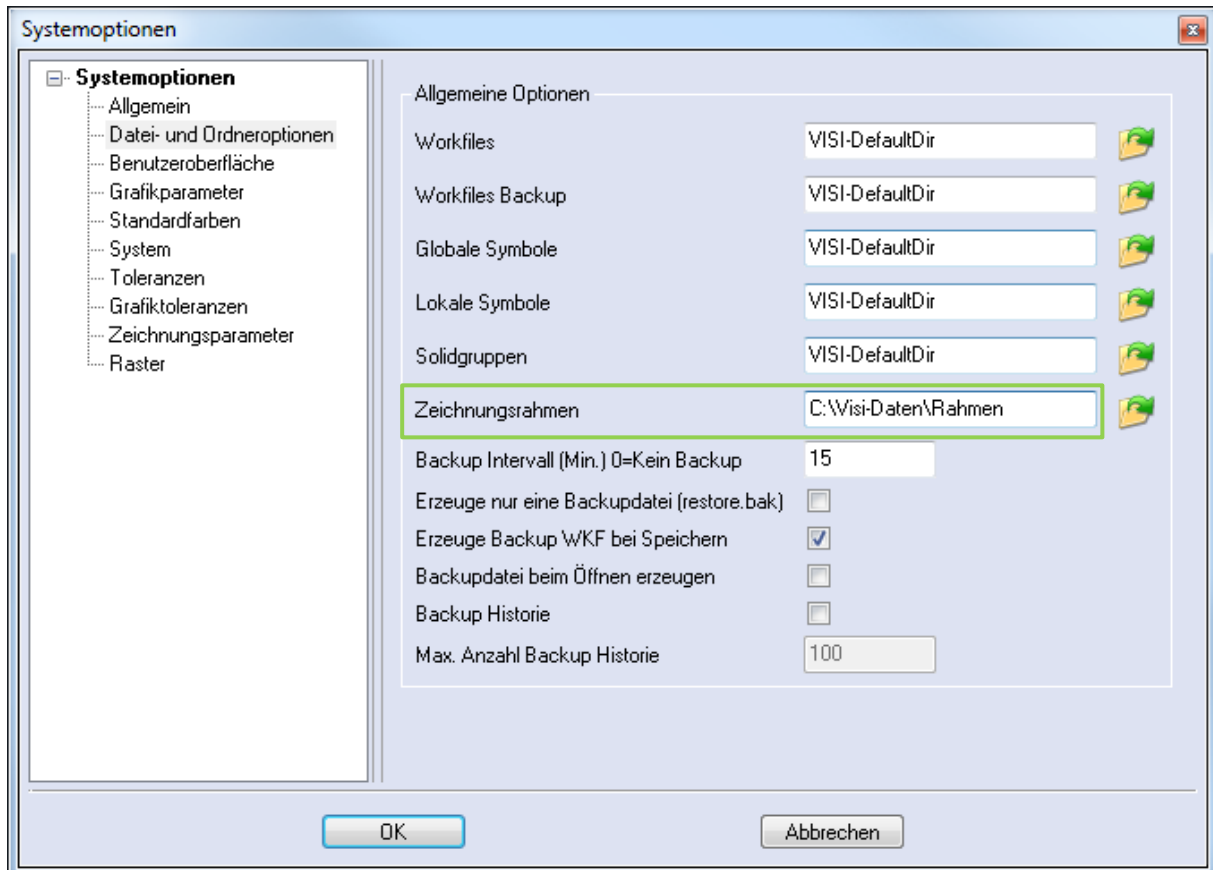 Systemoptionen
Systemoptionen
Allgemein
Datei- und Ordneroptionen
Benutzeroberfläche
Grafikparameter
Standardfarben
System
Toleranzen
Grafiktoleranzen
Zeichnungsparameter
Raster
Allgemeine Optionen
Workfiles VISI-DefaultDir
Workfiles Backup VISI-DefaultDir
Globale Symbole VISI-DefaultDir
Lokale Symbole VISI-DefaultDir
Solidgruppen VISI-DefaultDir
Zeichnungsrahmen C:\Visi-Daten\Rahmen
Backup Intervall (Min.) 0=Kein Backup 15
Erzeuge nur eine Backupdatei (restore.bak)
Erzeuge Backup WKF bei Speichern
Backupdatei beim Öffnen erzeugen
Backup Historie
Max. Anzahl Backup Historie 100
OK Abbrechen